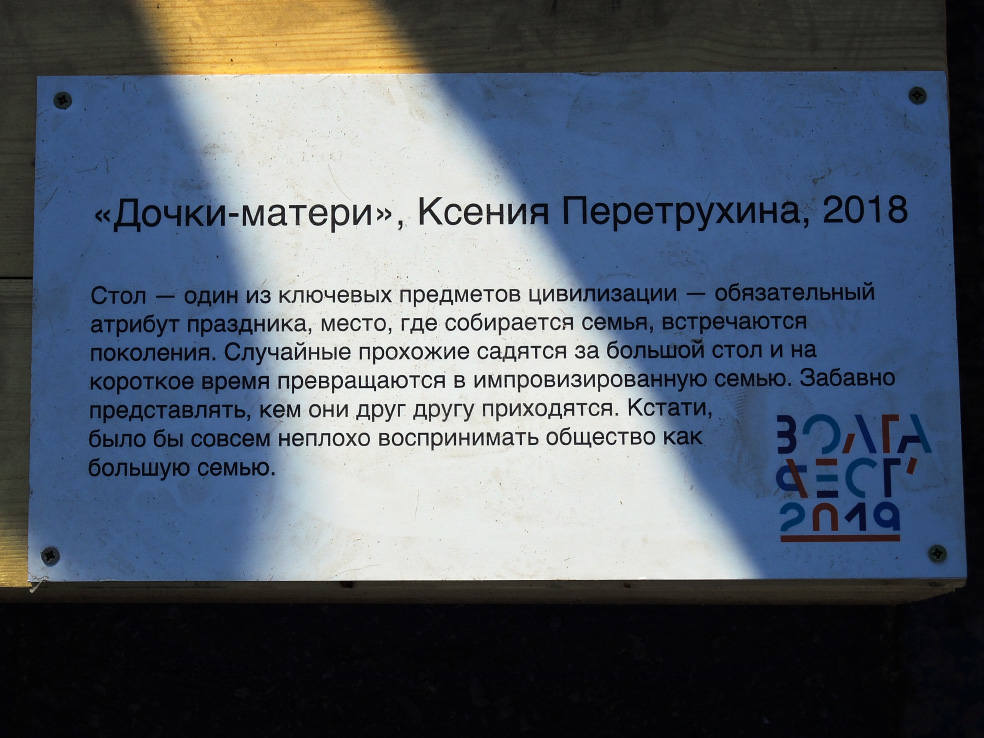 «Дочки-матери», Ксения Перетрухина, 2018
Стол — один из ключевых предметов цивилизации — обязательный
атрибут праздника, место, где собирается семья, встречаются
поколения. Случайные прохожие садятся за большой стол и на
короткое время превращаются в импровизированную семью. Забавно
представлять, кем они друг другу приходятся. Кстати,
было бы совсем неплохо воспринимать общество как
большую семью.
ВОЛГА
ФЕСТ'
2019